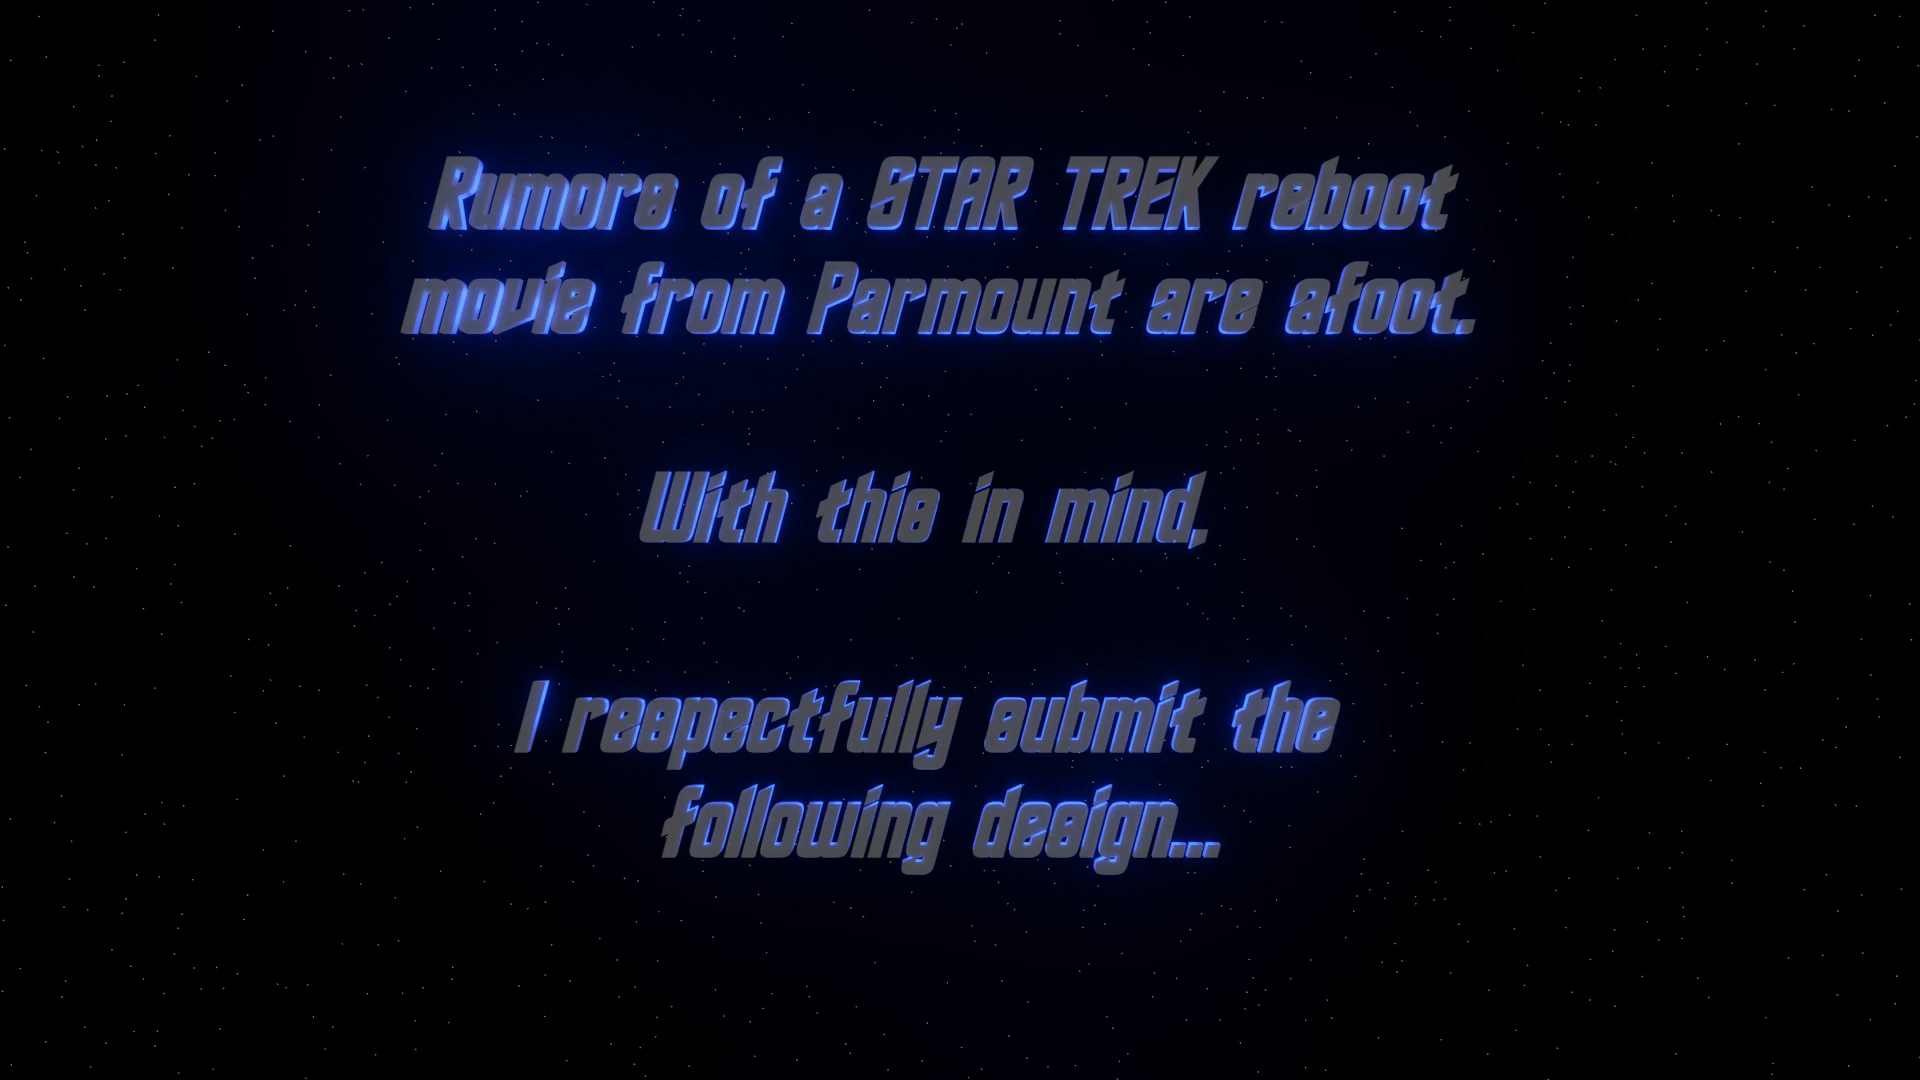 Rumors of a STAR TREK reboot
movie from Parmount are afoot.
With this in mind,
I respectfully submit the
following design...